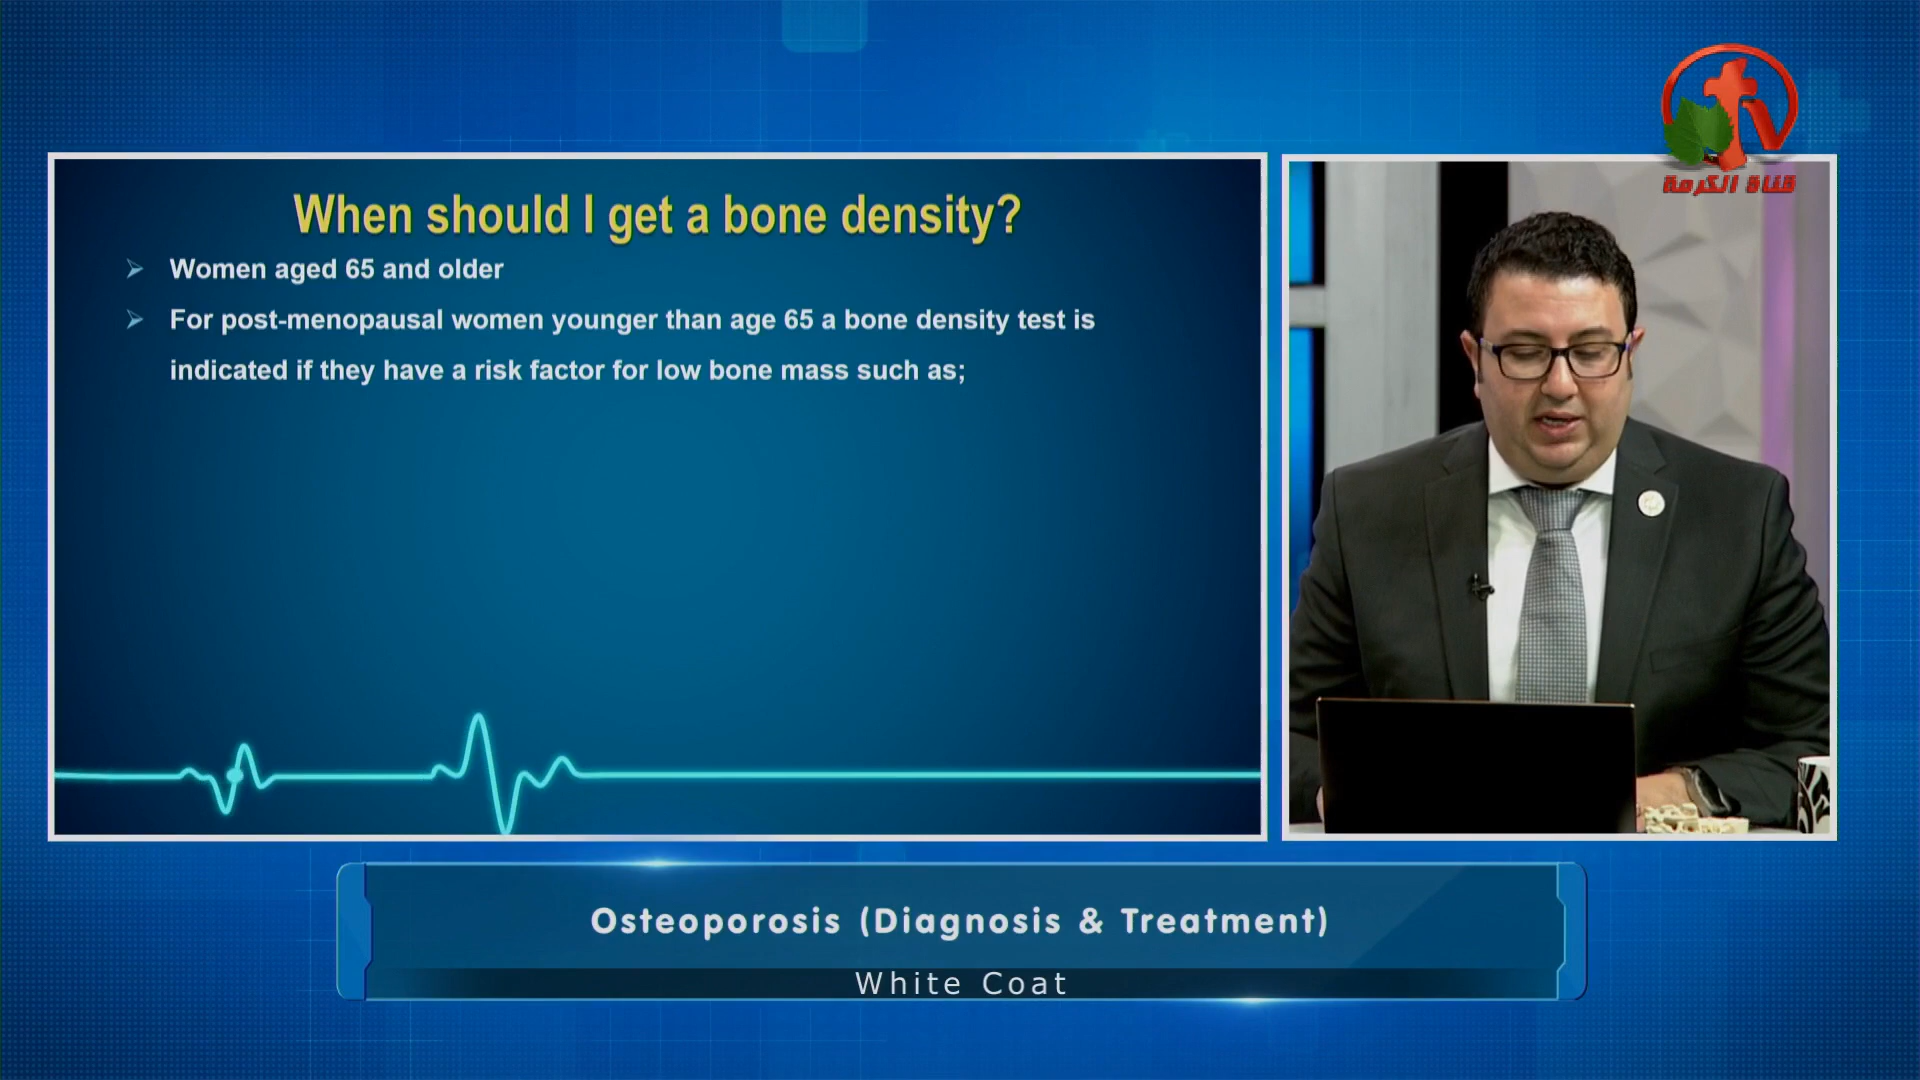 قناة الكرمة
When should I get a bone density?
Women aged 65 and older
For post-menopausal women younger than age 65 a bone density test is
indicated if they have a risk factor for low bone mass such as;
Osteoporosis (Diagnosis & Treatment)
White Coat